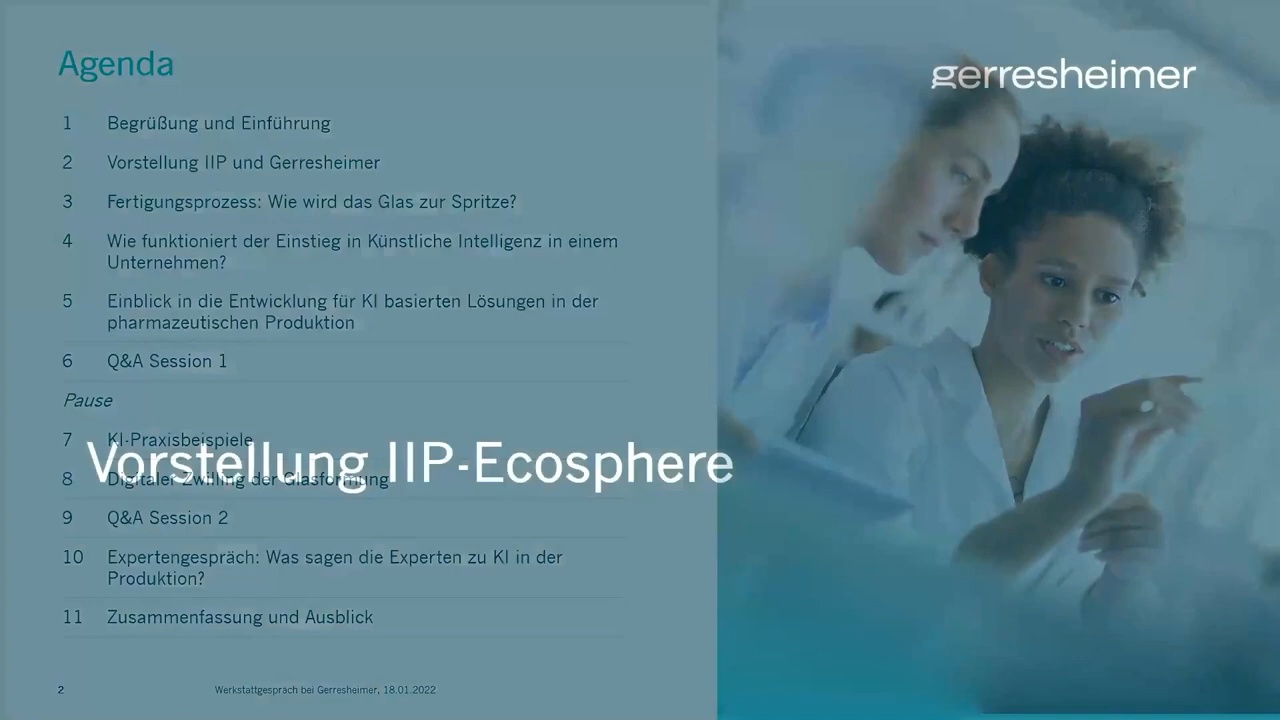 Agenda
gerresheimer
1 Begrüßung und Einführung
2 Vorstellung IIP und Gerresheimer
3 Fertigungsprozess: Wie wird das Glas zur Spritze?
4 Wie funktioniert der Einstieg in Künstliche Intelligenz in einem
Unternehmen?
5 Einblick in die Entwicklung für KI basierten Lösungen in der
pharmazeutischen Produktion
6 Q&A Session 1
Pause
7 KI-Praxisbeispiele
Vorstellung IIP-Ecosphere
8 Digitaler Zwilling der Glasformung
9 Q&A Session 2
10 Expertengespräch: Was sagen die Experten zu KI in der
Produktion?
11 Zusammenfassung und Ausblick
2 Werkstattgespräch bei Gerresheimer, 18.01.2022